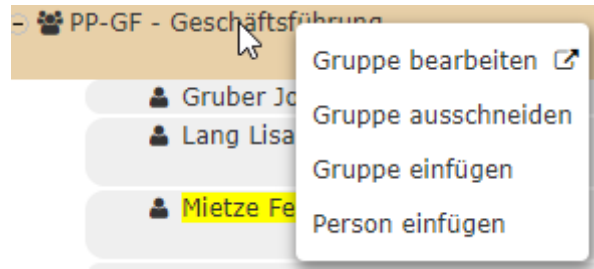 PP-GF - Geschäftsführung
Gruber Jo
Lang Lisa
Mietze Fe
Gruppe bearbeiten
Gruppe ausschneiden
Gruppe einfügen
Person einfügen